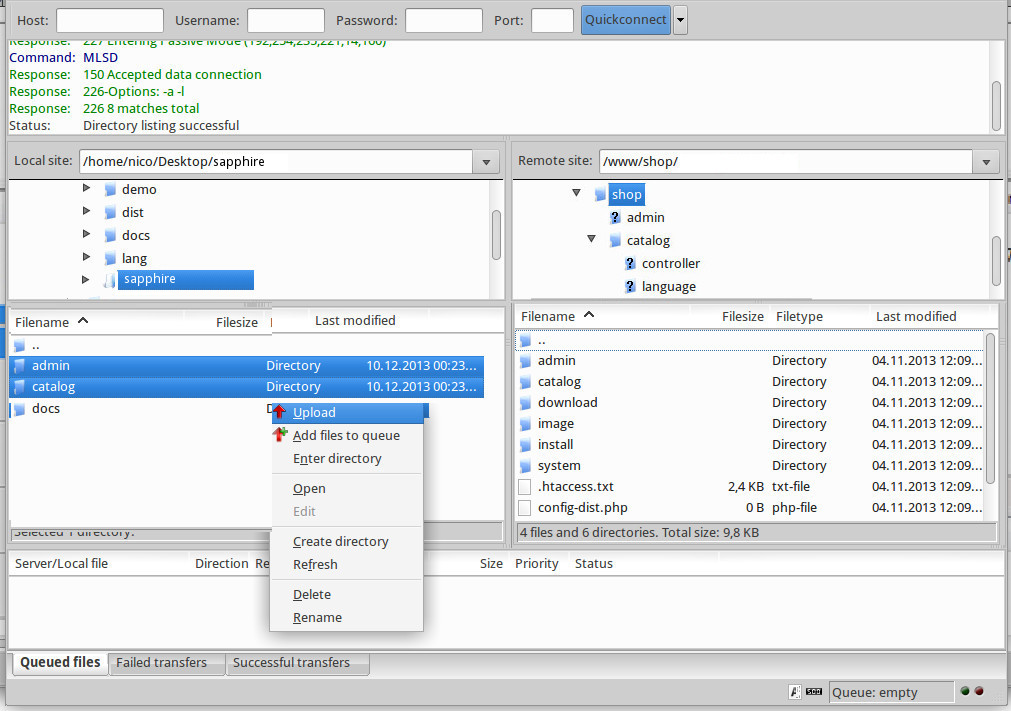 Host: Username: Password: Port: Quickconnect
Response: 227 Entering Passive Mode
Command: MLSD
Response: 150 Accepted data connection
Response: 226-Options: -a -l
Response: 226 8 matches total
Status: Directory listing successful
Local site: /home/nico/Desktop/sapphire
demo
dist
docs
lang
sapphire
Remote site: /www/shop/
shop
admin
catalog
controller
language
Filename Filesize Last modified
..
admin Directory 10.12.2013 00:23...
catalog Directory 10.12.2013 00:23...
docs
Selected 1 directory.
Upload
Add files to queue
Enter directory
Open
Edit
Create directory
Refresh
Delete
Rename
Filename Filesize Filetype Last modified
..
admin Directory 04.11.2013 12:09...
catalog Directory 04.11.2013 12:09...
download Directory 04.11.2013 12:09...
image Directory 04.11.2013 12:09...
install Directory 04.11.2013 12:09...
system Directory 04.11.2013 12:09...
.htaccess.txt 2,4 KB txt-file 04.11.2013 12:09...
config-dist.php 0 B php-file 04.11.2013 12:09...
4 files and 6 directories. Total size: 9,8 KB
Server/Local file Direction Re Size Priority Status
Queued files Failed transfers Successful transfers
Queue: empty